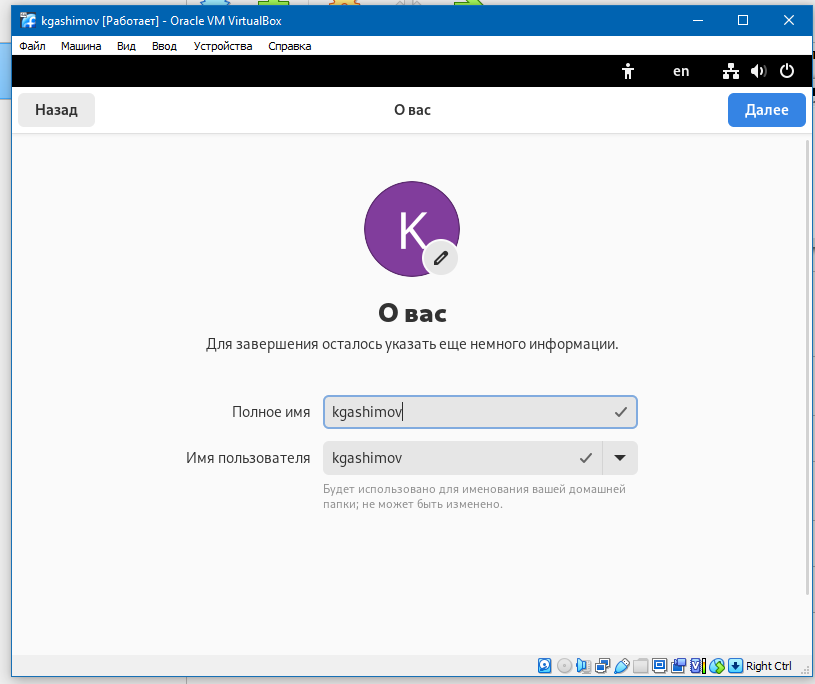 kgashimov [Работает] - Oracle VM VirtualBox
Файл Машина Вид Ввод Устройства Справка
en
Назад О вас Далее
K
О вас
Для завершения осталось указать еще немного информации.
Полное имя kgashimov
Имя пользователя kgashimov
Будет использовано для именования вашей домашней
папки; не может быть изменено.
Right Ctrl